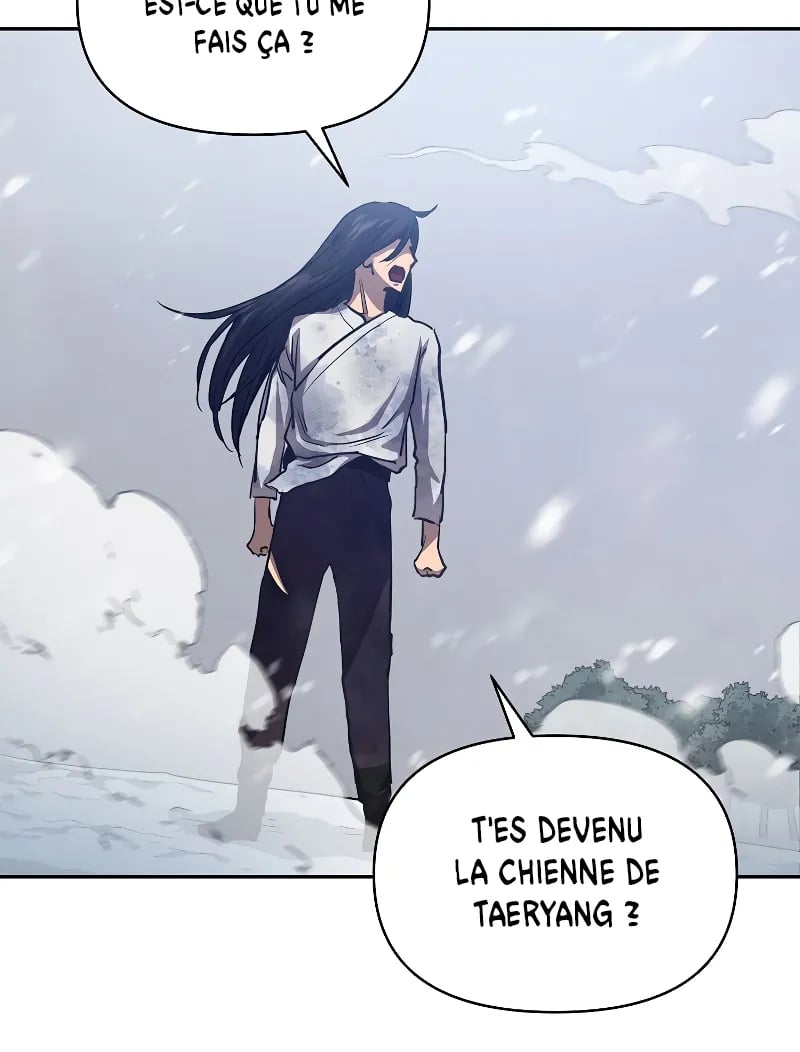 EST-CE QUE TU ME
FAIS ÇA ?
T'ES DEVENU
LA CHIENNE DE
TAERYANG ?